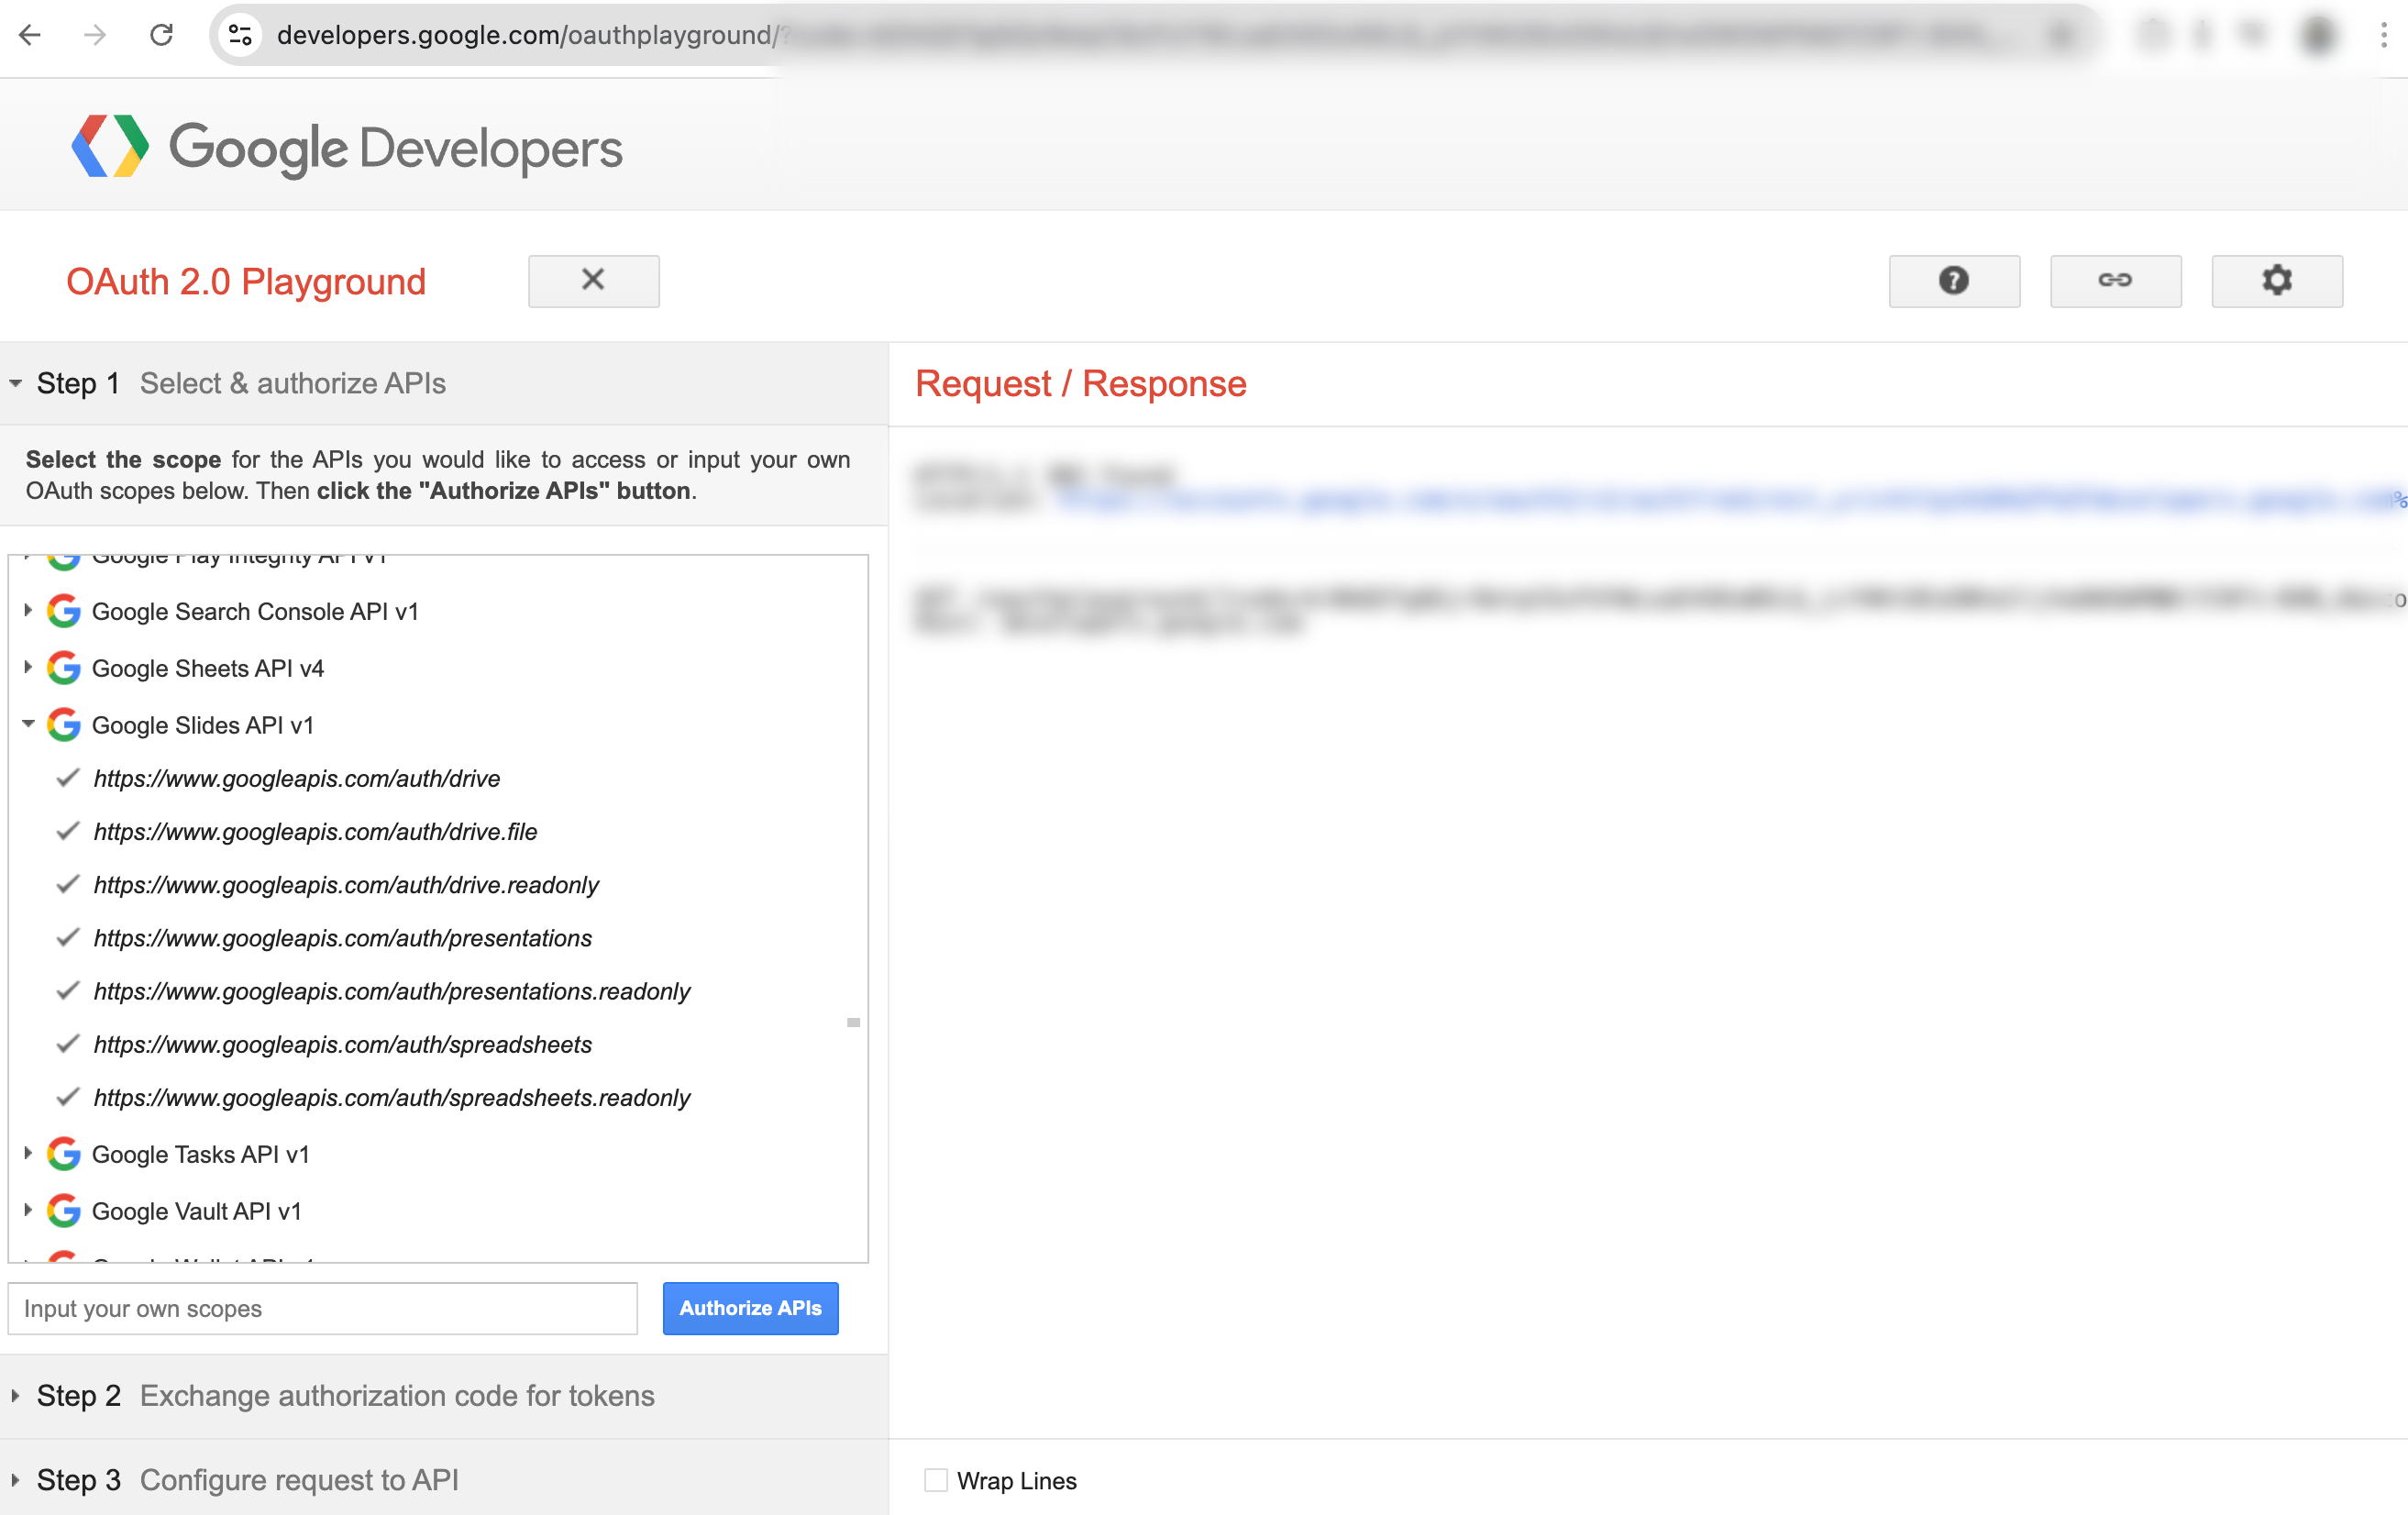 developers.google.com/oauthplayground/?
Google Developers
OAuth 2.0 Playground
Step 1 Select & authorize APIs
Select the scope for the APIs you would like to access or input your own
OAuth scopes below. Then click the "Authorize APIs" button.
Google Play Integrity API v1
Google Search Console API v1
Google Sheets API v4
Google Slides API v1
https://www.googleapis.com/auth/drive
https://www.googleapis.com/auth/drive.file
https://www.googleapis.com/auth/drive.readonly
https://www.googleapis.com/auth/presentations
https://www.googleapis.com/auth/presentations.readonly
https://www.googleapis.com/auth/spreadsheets
https://www.googleapis.com/auth/spreadsheets.readonly
Google Tasks API v1
Google Vault API v1
Input your own scopes
Authorize APIs
Step 2 Exchange authorization code for tokens
Step 3 Configure request to API
Request / Response
Wrap Lines